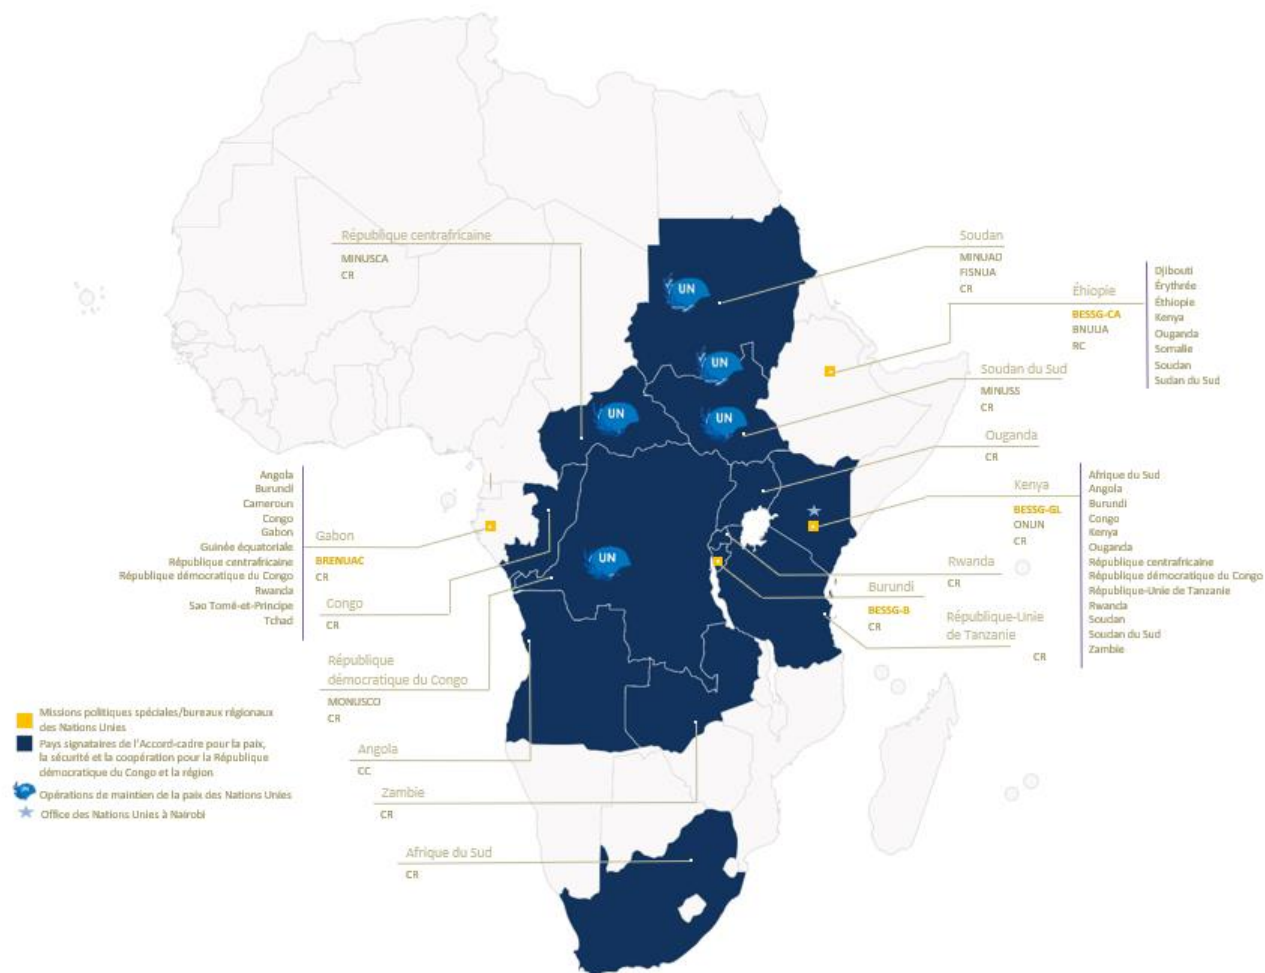 République centrafricaine
MINUSCA
CR
Soudan
MINUAD
FISNUA
CR
Éhiopie
BESSG-CA
BNUUA
RC
Djibouti
Érythrée
Éthiopie
Kenya
Ouganda
Somalie
Soudan
Sudan du Sud
Soudan du Sud
MINUSS
CR
Ouganda
CR
Kenya
BESSG-GL
ONUN
CR
Afrique du Sud
Angola
Burundi
Congo
Kenya
Ouganda
République centrafricaine
République démocratique du Congo
République-Unie de Tanzanie
Rwanda
Soudan
Soudan du Sud
Zambie
UN
UN
UN
UN
UN
Angola
Burundi
Cameroun
Congo
Gabon
Guinée équatoriale
République centrafricaine
République démocratique du Congo
Rwanda
Sao Tomé-et-Principe
Tchad
Gabon
BRENUAC
CR
Congo
CR
Rwanda
CR
Burundi
BESSG-B
CR
République-Unie
de Tanzanie
CR
République
démocratique du Congo
MONUSCO
CR
Angola
CC
Zambie
CR
Afrique du Sud
CR
Missions politiques spéciales/bureaux régionaux
des Nations Unies
Pays signataires de l'Accord-cadre pour la paix,
la sécurité et la coopération pour la République
démocratique du Congo et la région
Opérations de maintien de la paix des Nations Unies
Office des Nations Unies à Nairobi